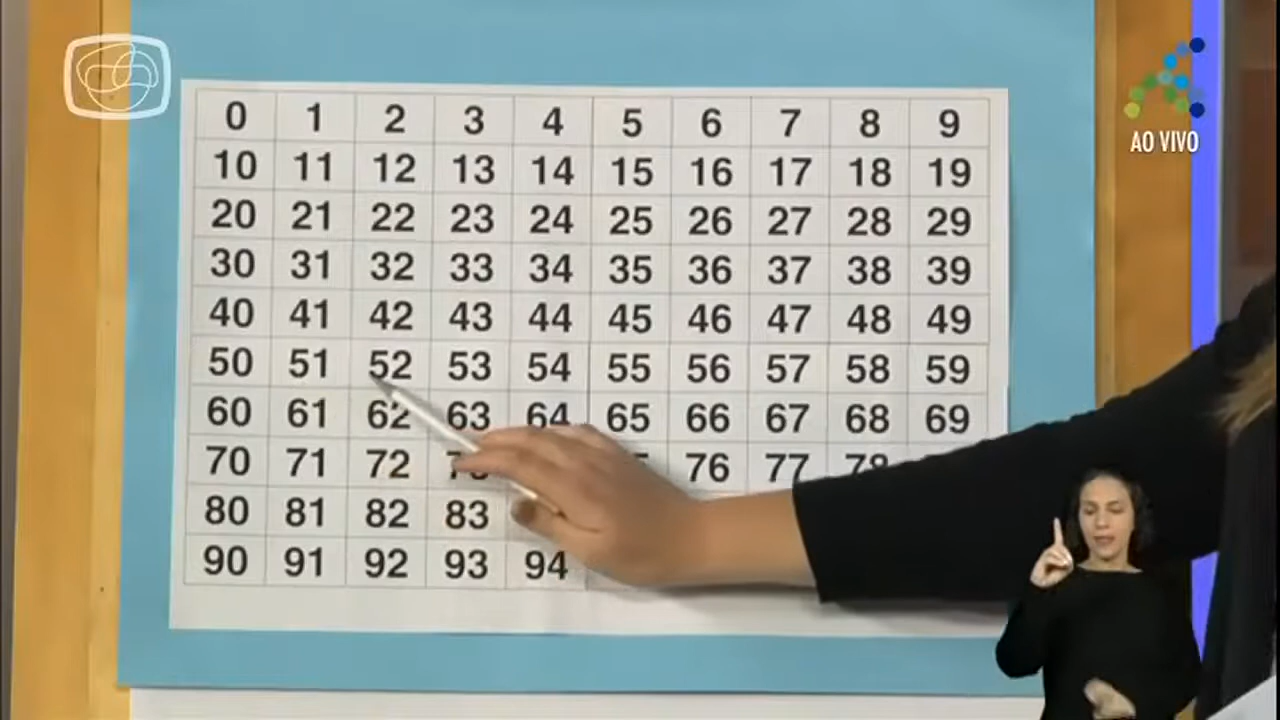 AO VIVO
0 1 2 3 4 5 6 7 8 9
10 11 12 13 14 15 16 17 18 19
20 21 22 23 24 25 26 27 28 29
30 31 32 33 34 35 36 37 38 39
40 41 42 43 44 45 46 47 48 49
50 51 52 53 54 55 56 57 58 59
60 61 62 63 64 65 66 67 68 69
70 71 72 76 77 78
80 81 82 83
90 91 92 93 94